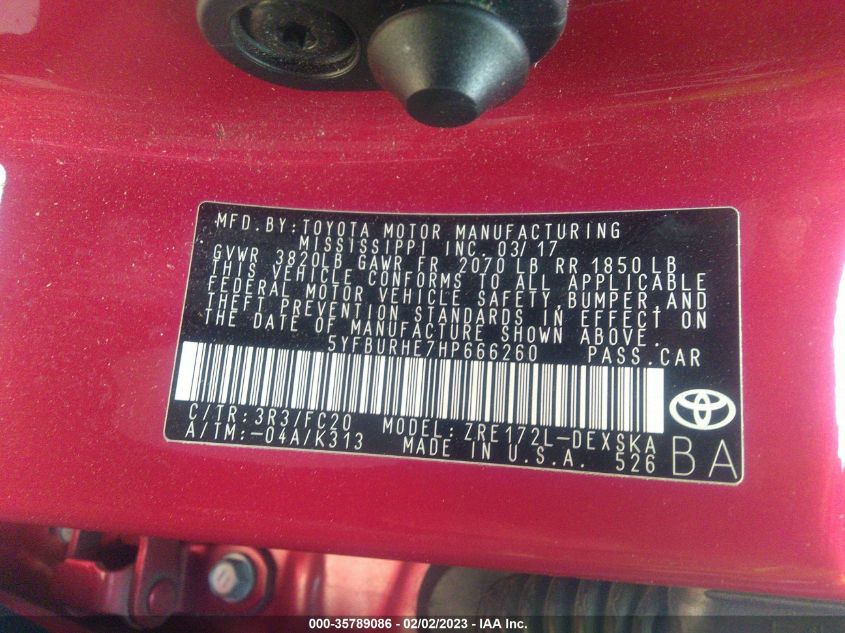 MFD. BY: TOYOTA MOTOR MANUFACTURING
MISSISSIPPI INC. 03/17
GVWR 3820LB GAWR FR 2070 LB RR 1850 LB
THIS VEHICLE CONFORMS TO ALL APPLICABLE
FEDERAL MOTOR VEHICLE SAFETY, BUMPER, AND
THEFT PREVENTION STANDARDS IN EFFECT ON
THE DATE OF MANUFACTURE SHOWN ABOVE.
5YFBURHE7HP666260 PASS. CAR
C/TR: 3R3/FC20 MODEL: ZRE172L-DEXSKA
A/TM: -04A/K313 MADE IN U.S.A. 526
BA
000-35789086 - 02/02/2023 - IAA Inc.